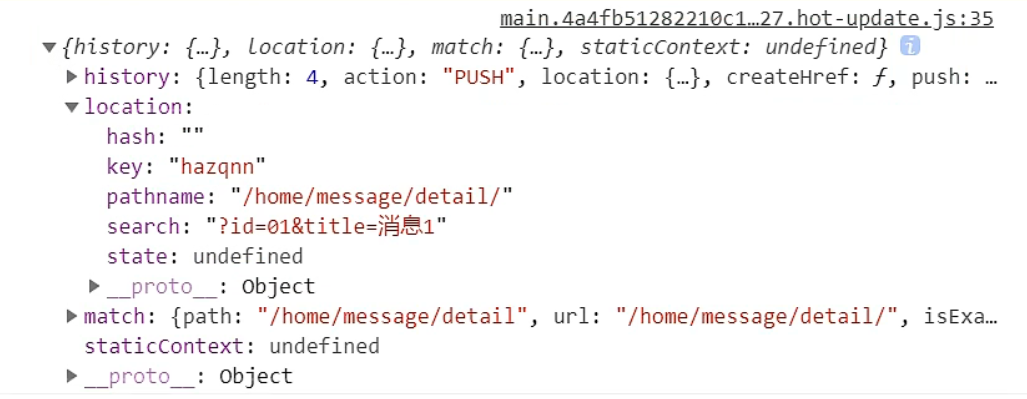 main.4a4fb51282210c1…27.hot-update.js:35
▼{history: {…}, location: {…}, match: {…}, staticContext: undefined} i
▶history: {length: 4, action: "PUSH", location: {…}, createHref: ƒ, push: …
▼location:
hash: ""
key: "hazqnn"
pathname: "/home/message/detail/"
search: "?id=01&title=消息1"
state: undefined
▶__proto__: Object
▶match: {path: "/home/message/detail", url: "/home/message/detail/", isExa…
staticContext: undefined
▶__proto__: Object